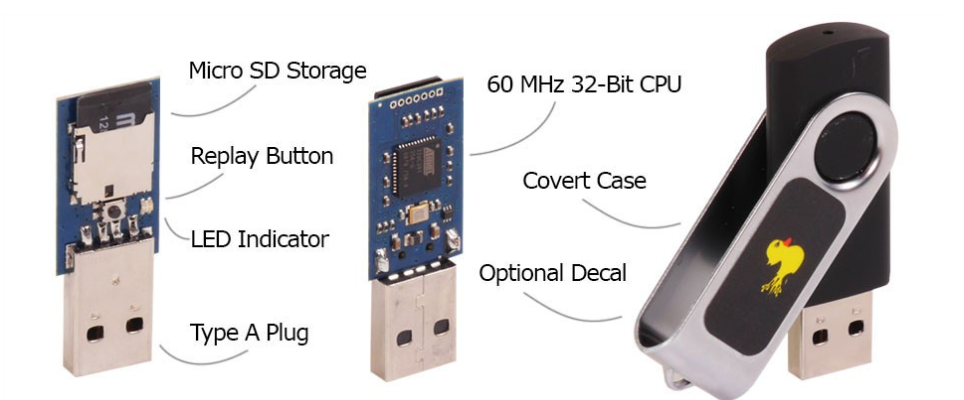 Micro SD Storage
60 MHz 32-Bit CPU
Replay Button
Covert Case
LED Indicator
Optional Decal
Type A Plug